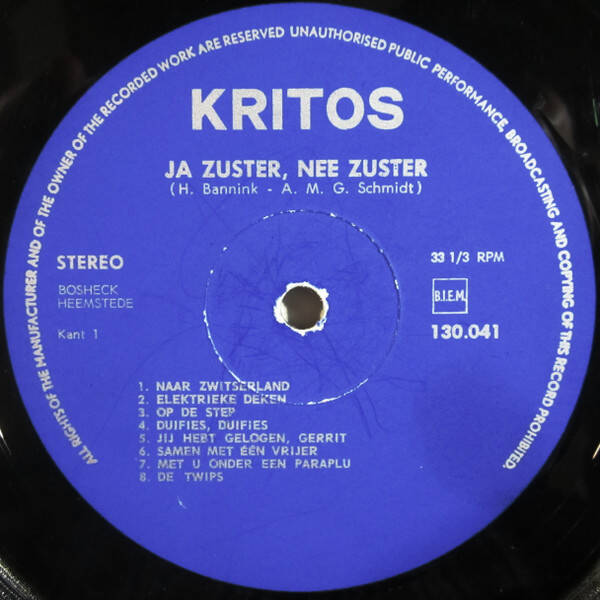 ALL RIGHTS OF THE MANUFACTURER AND OF THE OWNER OF THE RECORDED WORK ARE RESERVED UNAUTHORISED PUBLIC PERFORMANCE, BROADCASTING AND COPYING OF THIS RECORD PROHIBITED.
KRITOS
JA ZUSTER, NEE ZUSTER
(H. Bannink - A. M. G. Schmidt)
STEREO
33 1/3 RPM
BOSHECK
HEEMSTEDE
B.I.E.M.
Kant 1
130.041
1. NAAR ZWITSERLAND
2. ELEKTRIEKE DEKEN
3. OP DE STEP
4. DUIFIES, DUIFIES
5. JIJ HEBT GELOGEN, GERRIT
6. SAMEN MET ÉÉN VRIJER
7. MET U ONDER EEN PARAPLU
8. DE TWIPS